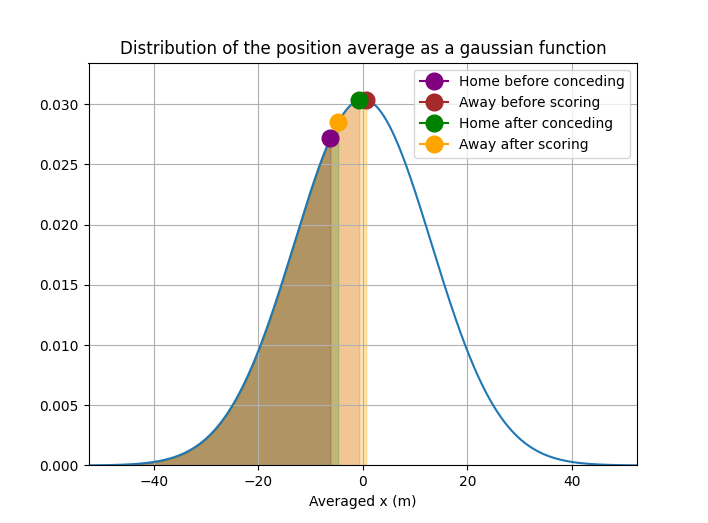 Distribution of the position average as a gaussian function
Home before conceding
Away before scoring
Home after conceding
Away after scoring
0.030
0.025
0.020
0.015
0.010
0.005
0.000
−40 −20 0 20 40
Averaged x (m)